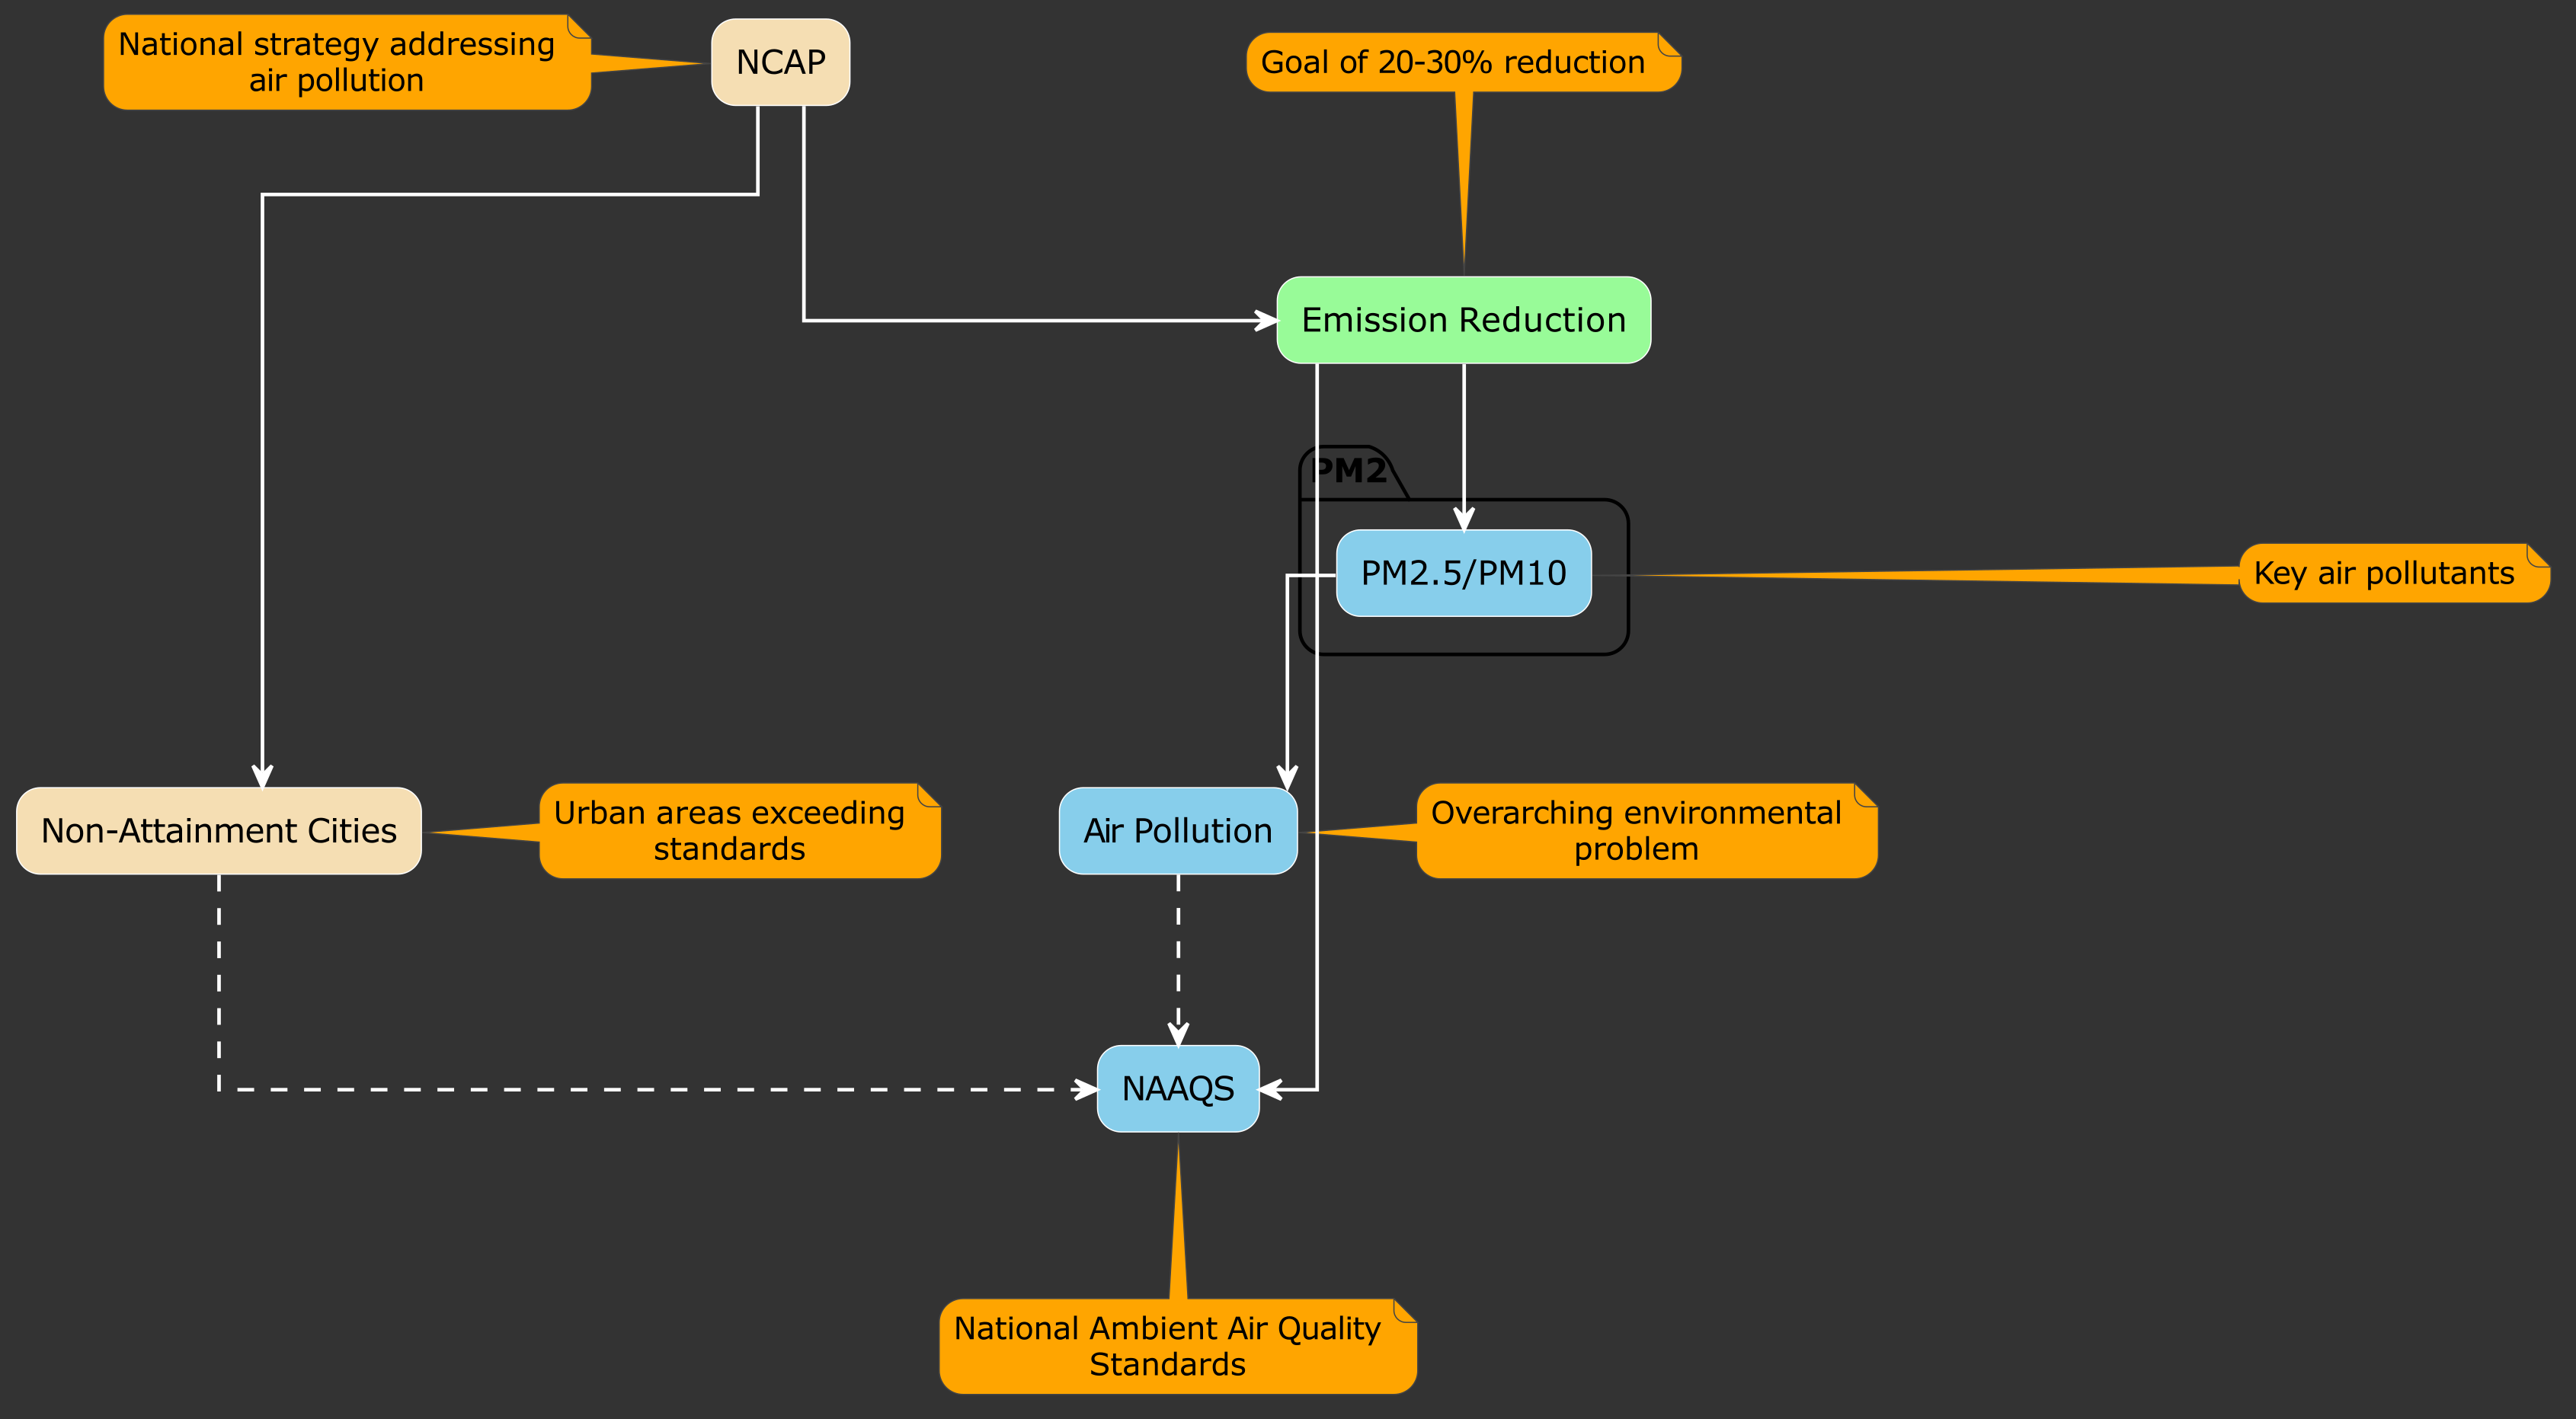 National strategy addressing
air pollution
NCAP
Goal of 20-30% reduction
Emission Reduction
PM2
PM2.5/PM10
Key air pollutants
Non-Attainment Cities
Urban areas exceeding
standards
Air Pollution
Overarching environmental
problem
NAAQS
National Ambient Air Quality
Standards